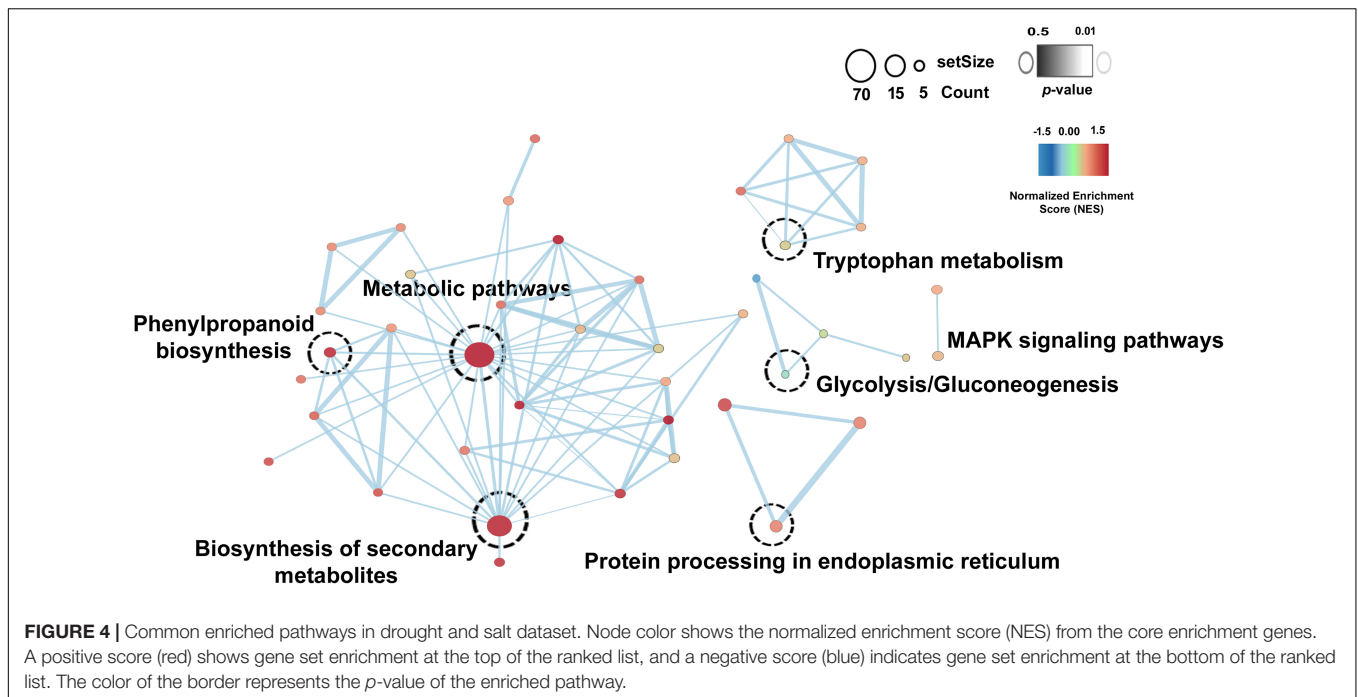 setSize
70 15 5 Count
0.5 0.01
p-value
-1.5 0.00 1.5
Normalized Enrichment
Score (NES)
Tryptophan metabolism
Metabolic pathways
Phenylpropanoid
biosynthesis
MAPK signaling pathways
Glycolysis/Gluconeogenesis
Biosynthesis of secondary
metabolites
Protein processing in endoplasmic reticulum
FIGURE 4 | Common enriched pathways in drought and salt dataset. Node color shows the normalized enrichment score (NES) from the core enrichment genes.
A positive score (red) shows gene set enrichment at the top of the ranked list, and a negative score (blue) indicates gene set enrichment at the bottom of the ranked
list. The color of the border represents the p-value of the enriched pathway.